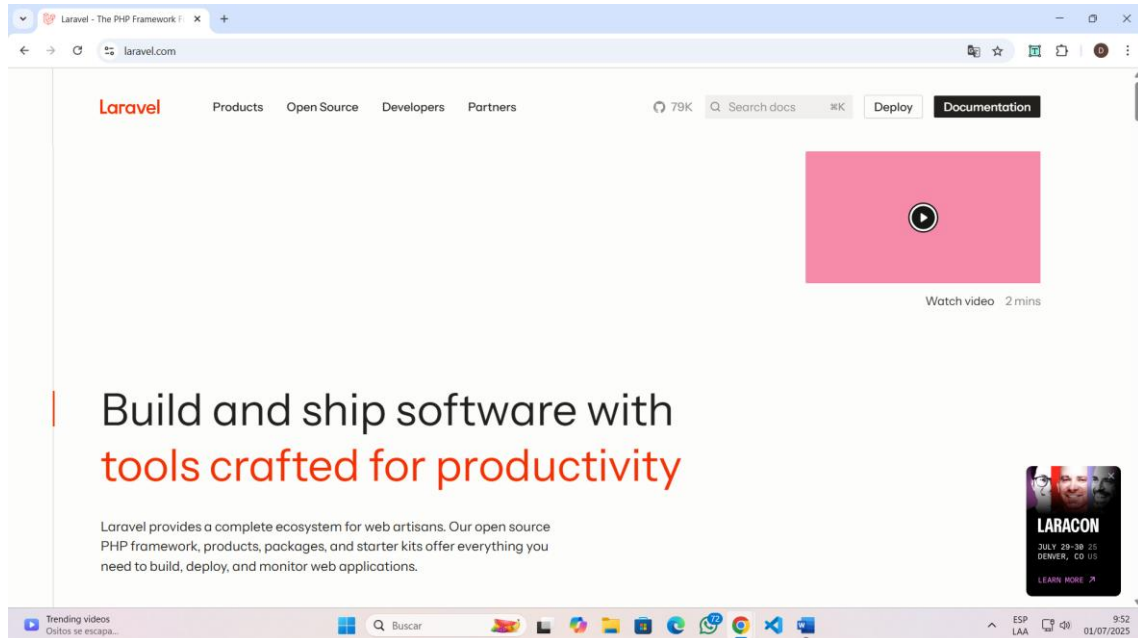 Laravel - The PHP Framework F
laravel.com
Laravel
Products
Open Source
Developers
Partners
79K
Search docs
⌘K
Deploy
Documentation
Watch video 2 mins
Build and ship software with
tools crafted for productivity
Laravel provides a complete ecosystem for web artisans. Our open source
PHP framework, products, packages, and starter kits offer everything you
need to build, deploy, and monitor web applications.
LARACON
JULY 29-30 25
DENVER, CO US
LEARN MORE ↗
Trending videos
Ositos se escapa...
Buscar
72
ESP
LAA
9:52
01/07/2025